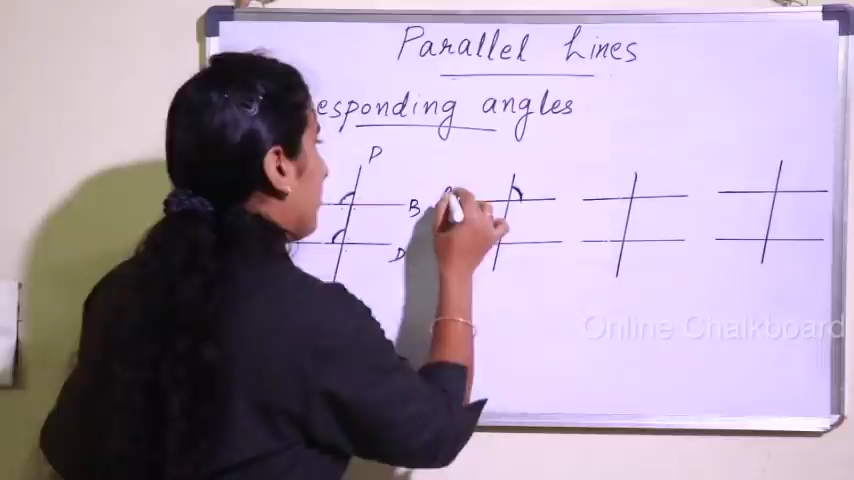 Parallel Lines
esponding angles
P
B
D
Online Chalkboard